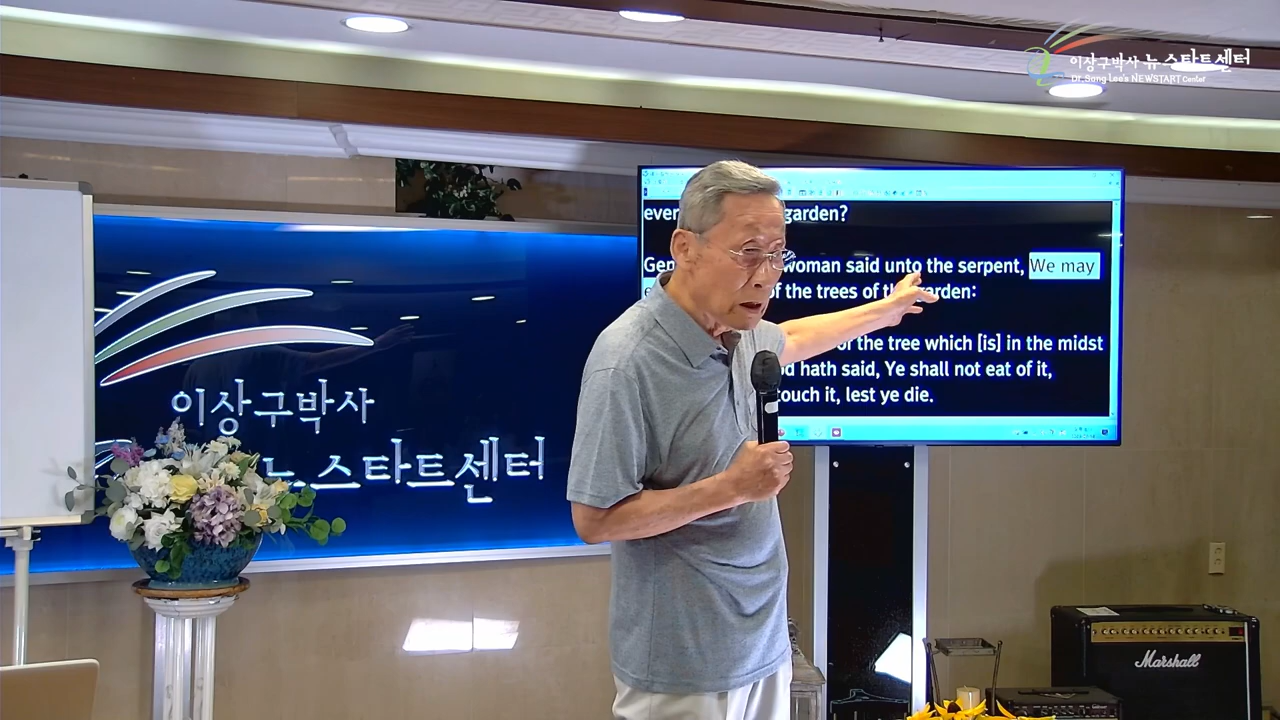 이상구박사 뉴스타트센터
Dr. Sang Lee's NEWSTART Center
이상구박사
뉴스타트센터
garden?
woman said unto the serpent, We may
of the trees of the garden:
of the tree which [is] in the midst
hath said, Ye shall not eat of it,
touch it, lest ye die.
Marshall